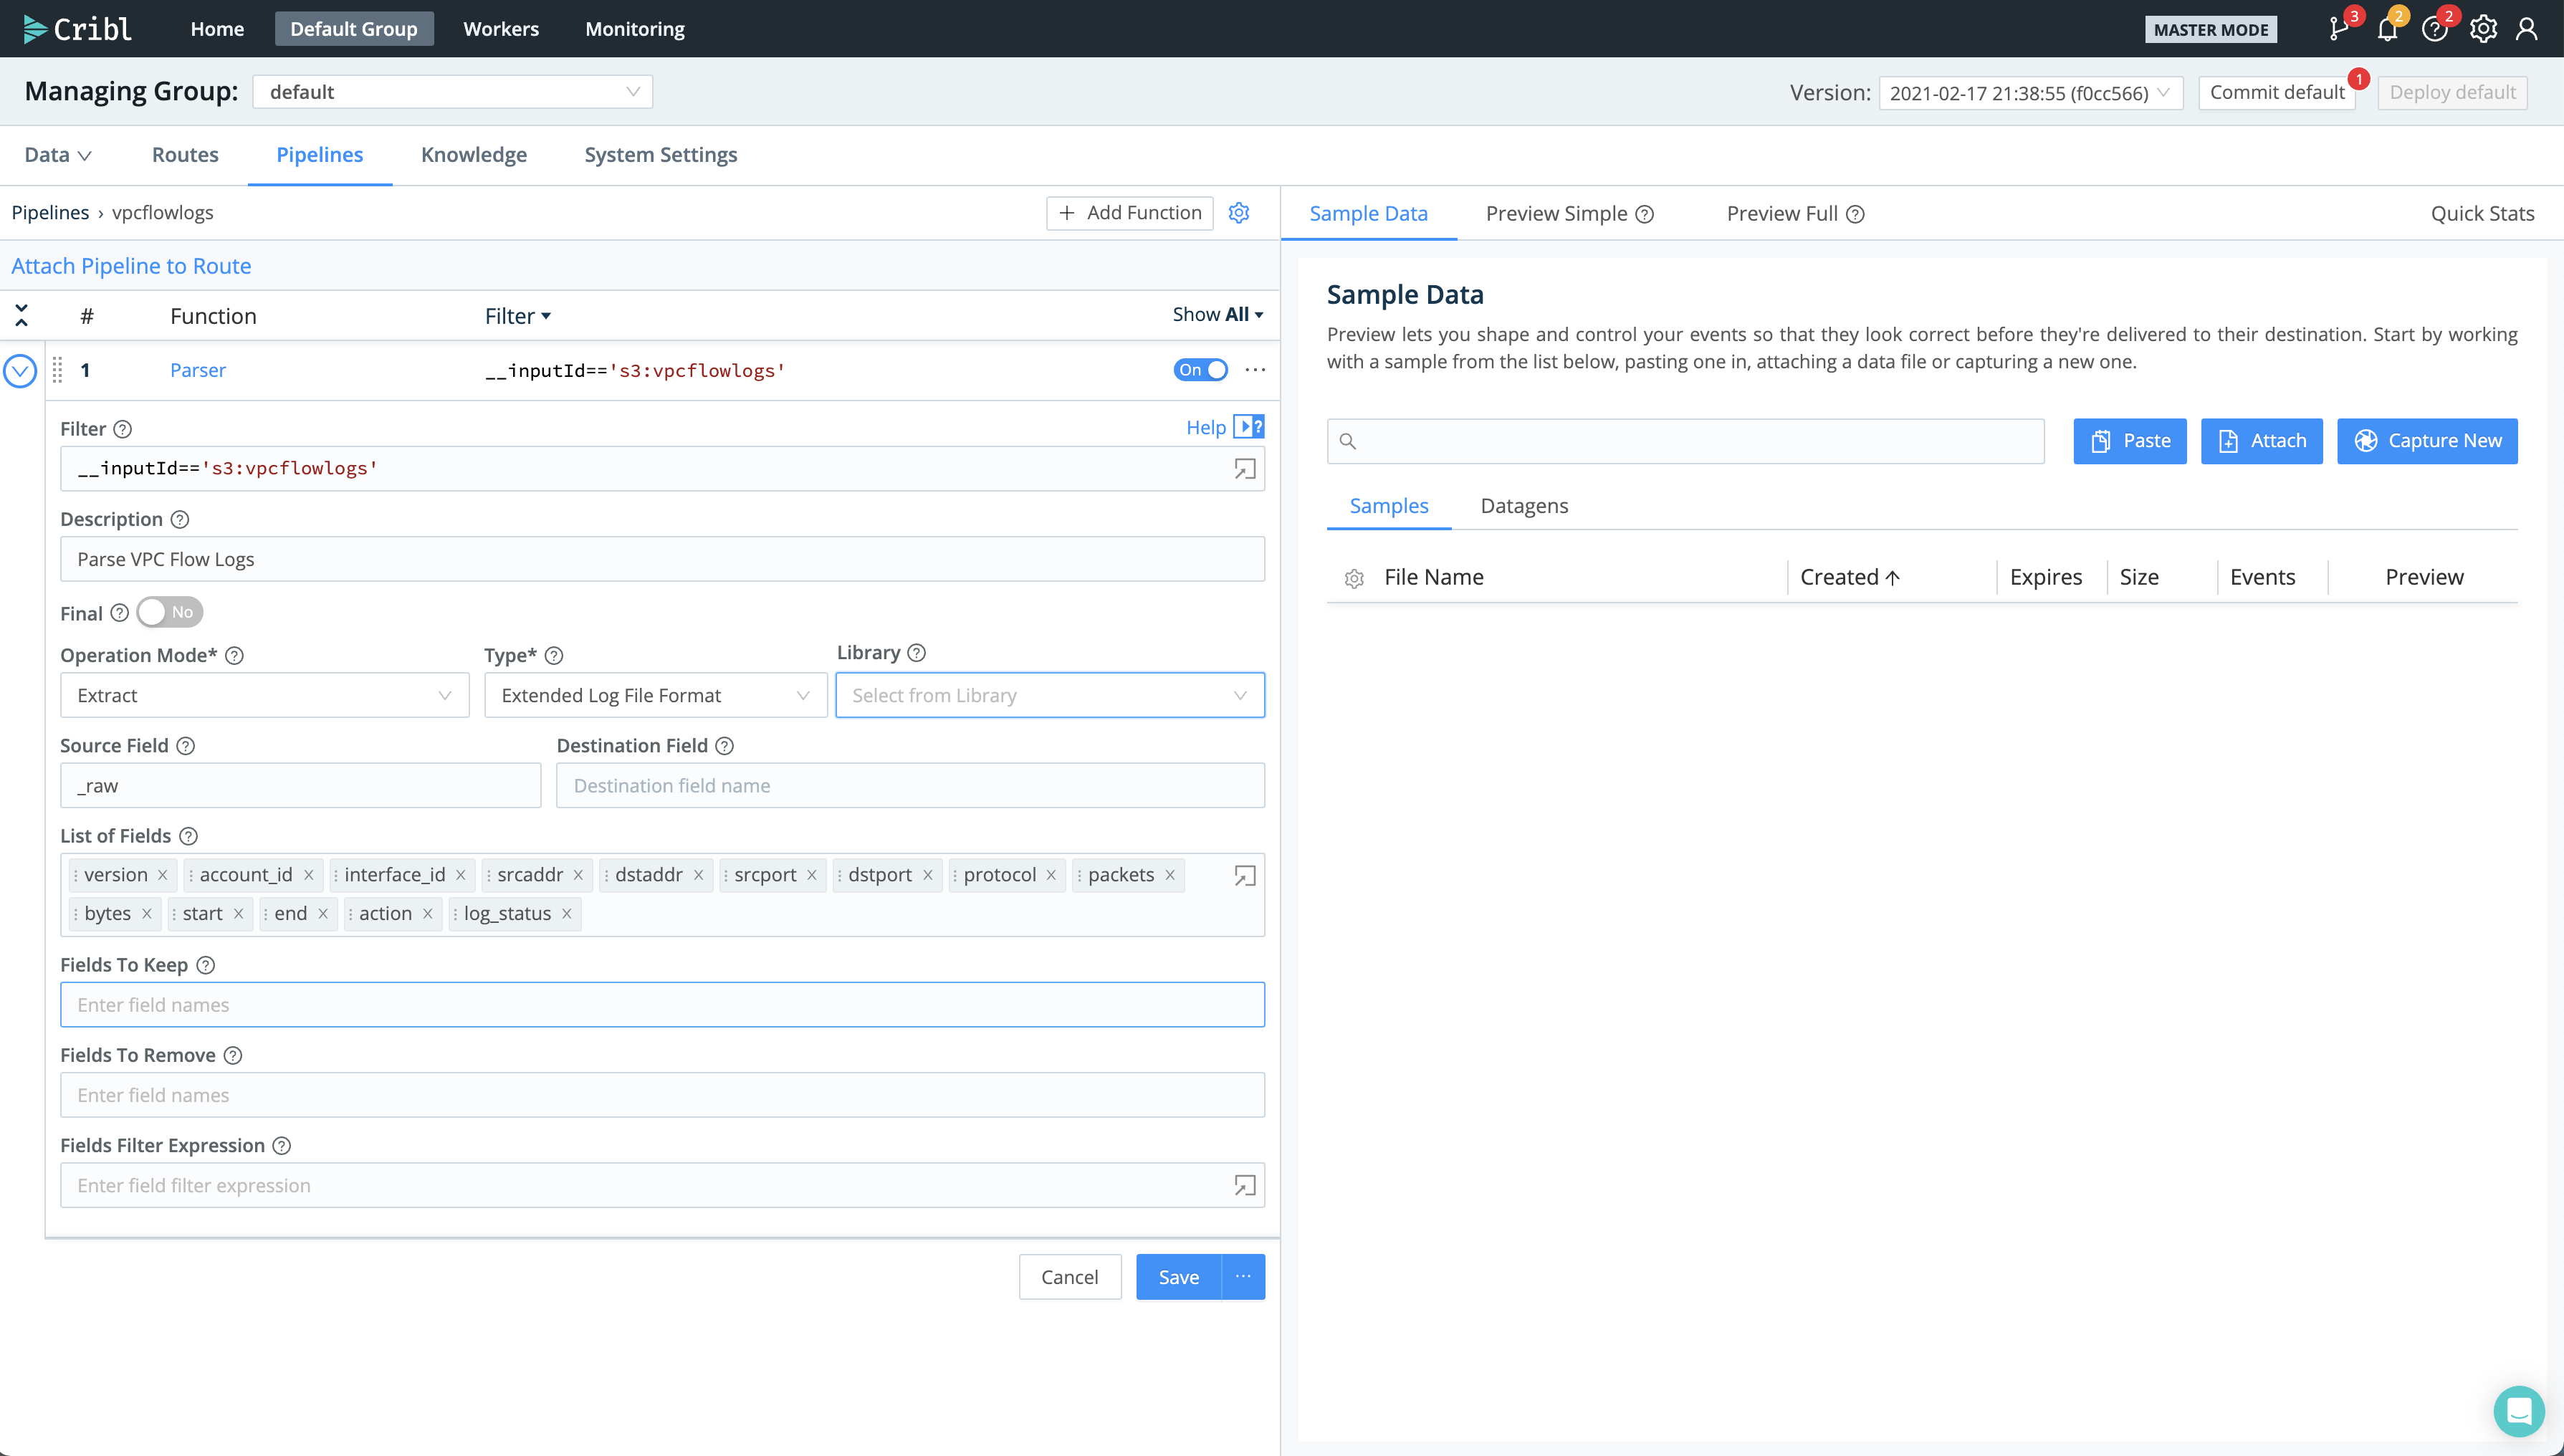 Cribl Home Default Group Workers Monitoring MASTER MODE 3 2 2
Managing Group: default Version: 2021-02-17 21:38:55 (f0cc566) Commit default 1 Deploy default
Data Routes Pipelines Knowledge System Settings
Pipelines › vpcflowlogs + Add Function Sample Data Preview Simple ? Preview Full ? Quick Stats
Attach Pipeline to Route
# Function Filter Show All
1 Parser __inputId=='s3:vpcflowlogs' On ···
Filter ? Help ?
__inputId=='s3:vpcflowlogs'
Description ?
Parse VPC Flow Logs
Final ? No
Operation Mode* ? Type* ? Library ?
Extract Extended Log File Format Select from Library
Source Field ? Destination Field ?
_raw Destination field name
List of Fields ?
version × account_id × interface_id × srcaddr × dstaddr × srcport × dstport × protocol × packets ×
bytes × start × end × action × log_status ×
Fields To Keep ?
Enter field names
Fields To Remove ?
Enter field names
Fields Filter Expression ?
Enter field filter expression
Cancel Save ···
Sample Data
Preview lets you shape and control your events so that they look correct before they're delivered to their destination. Start by working
with a sample from the list below, pasting one in, attaching a data file or capturing a new one.
Paste Attach Capture New
Samples Datagens
File Name Created ↑ Expires Size Events Preview